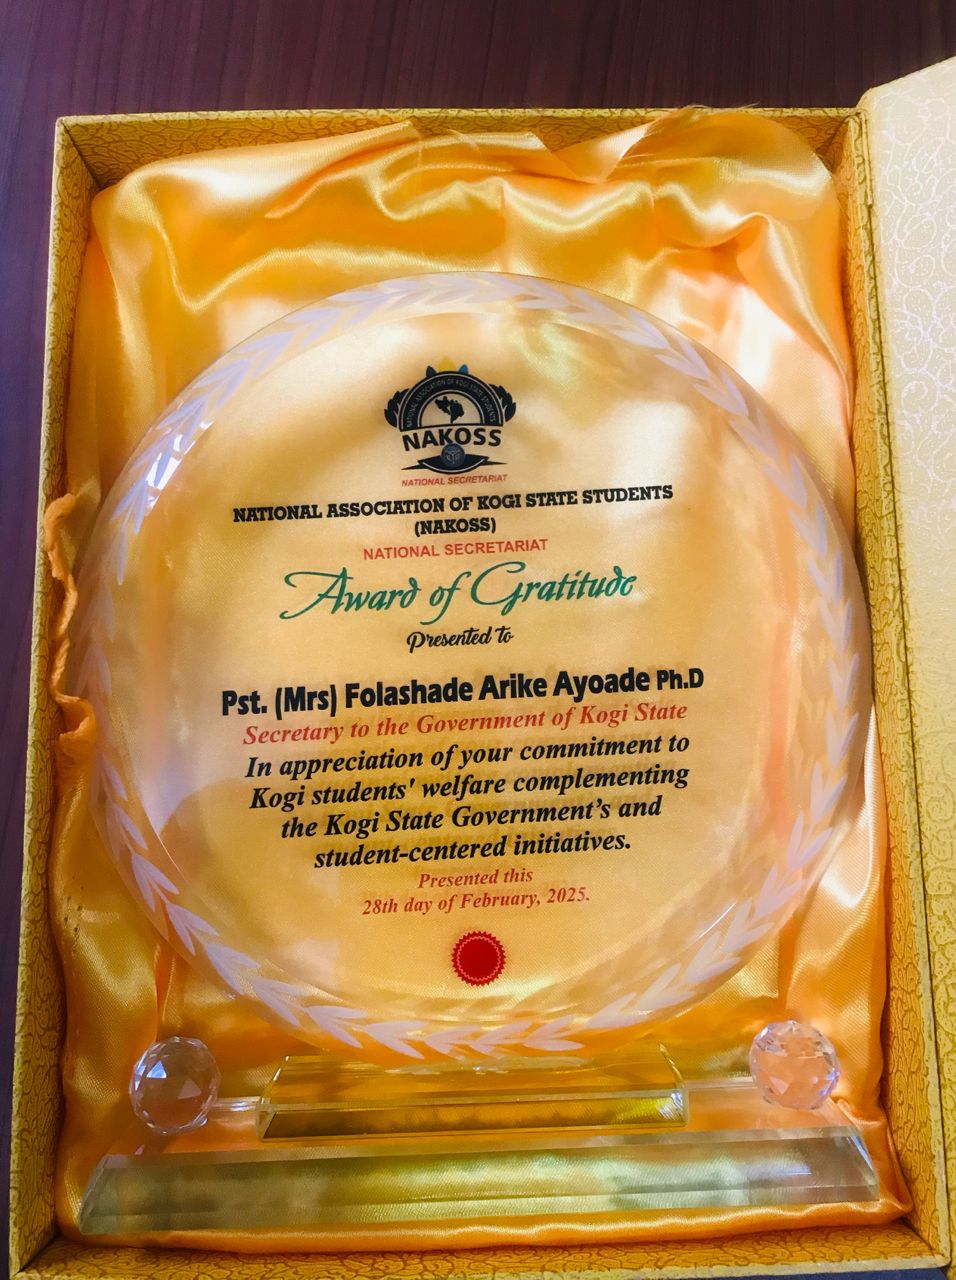 NATIONAL ASSOCIATION OF KOGI STATE STUDENTS
NAKOSS
NATIONAL SECRETARIAT
NATIONAL ASSOCIATION OF KOGI STATE STUDENTS
(NAKOSS)
NATIONAL SECRETARIAT
Award of Gratitude
Presented To
Pst. (Mrs) Folashade Arike Ayoade Ph.D
Secretary to the Government of Kogi State
In appreciation of your commitment to
Kogi students' welfare complementing
the Kogi State Government's and
student-centered initiatives.
Presented this
28th day of February, 2025.